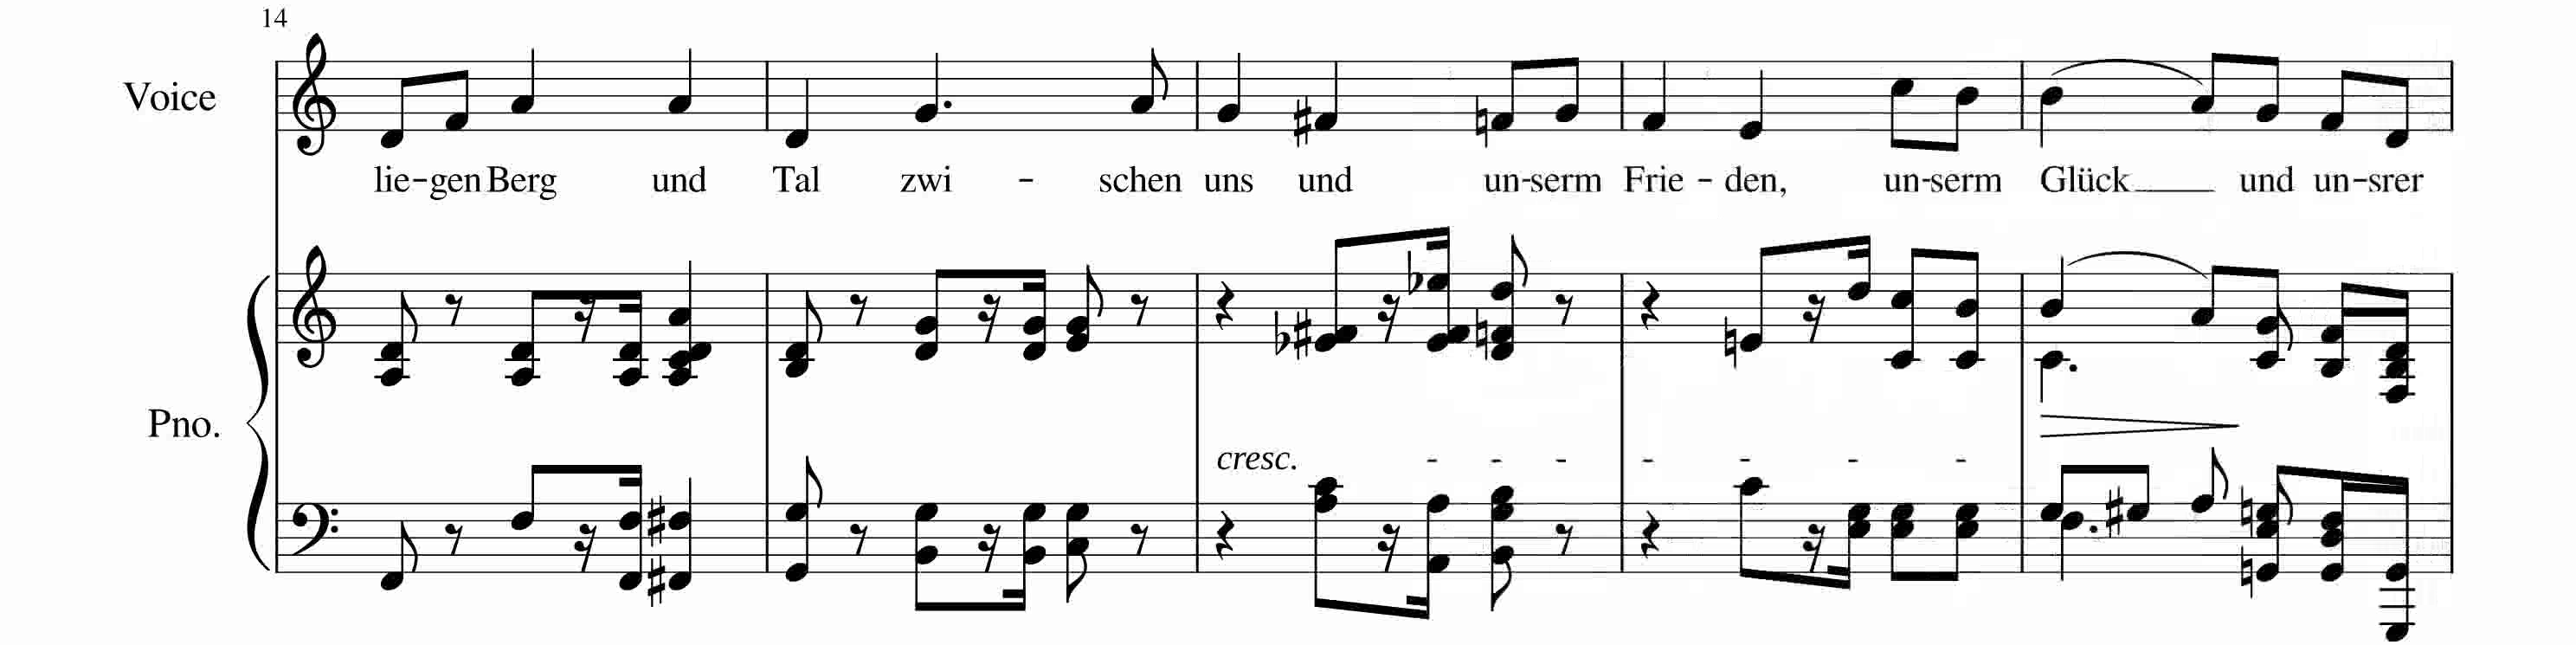 14
Voice
lie-gen Berg und Tal zwi - schen uns und un-serm Frie - den, un-serm Glück und un-srer
Pno.
cresc. - - - - - - -